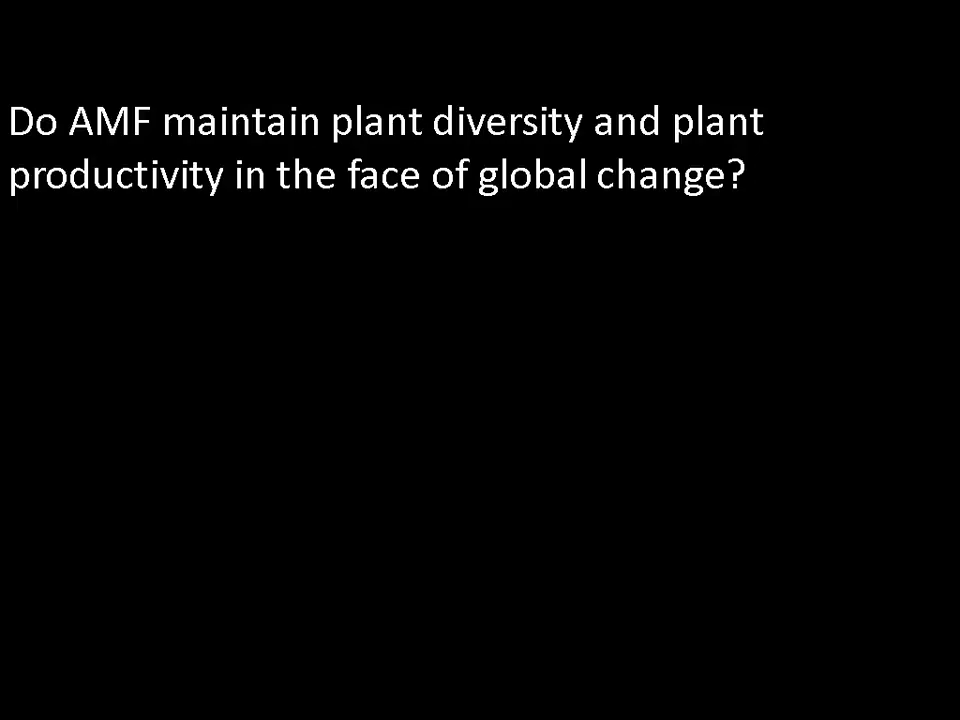 Do AMF maintain plant diversity and plant
productivity in the face of global change?